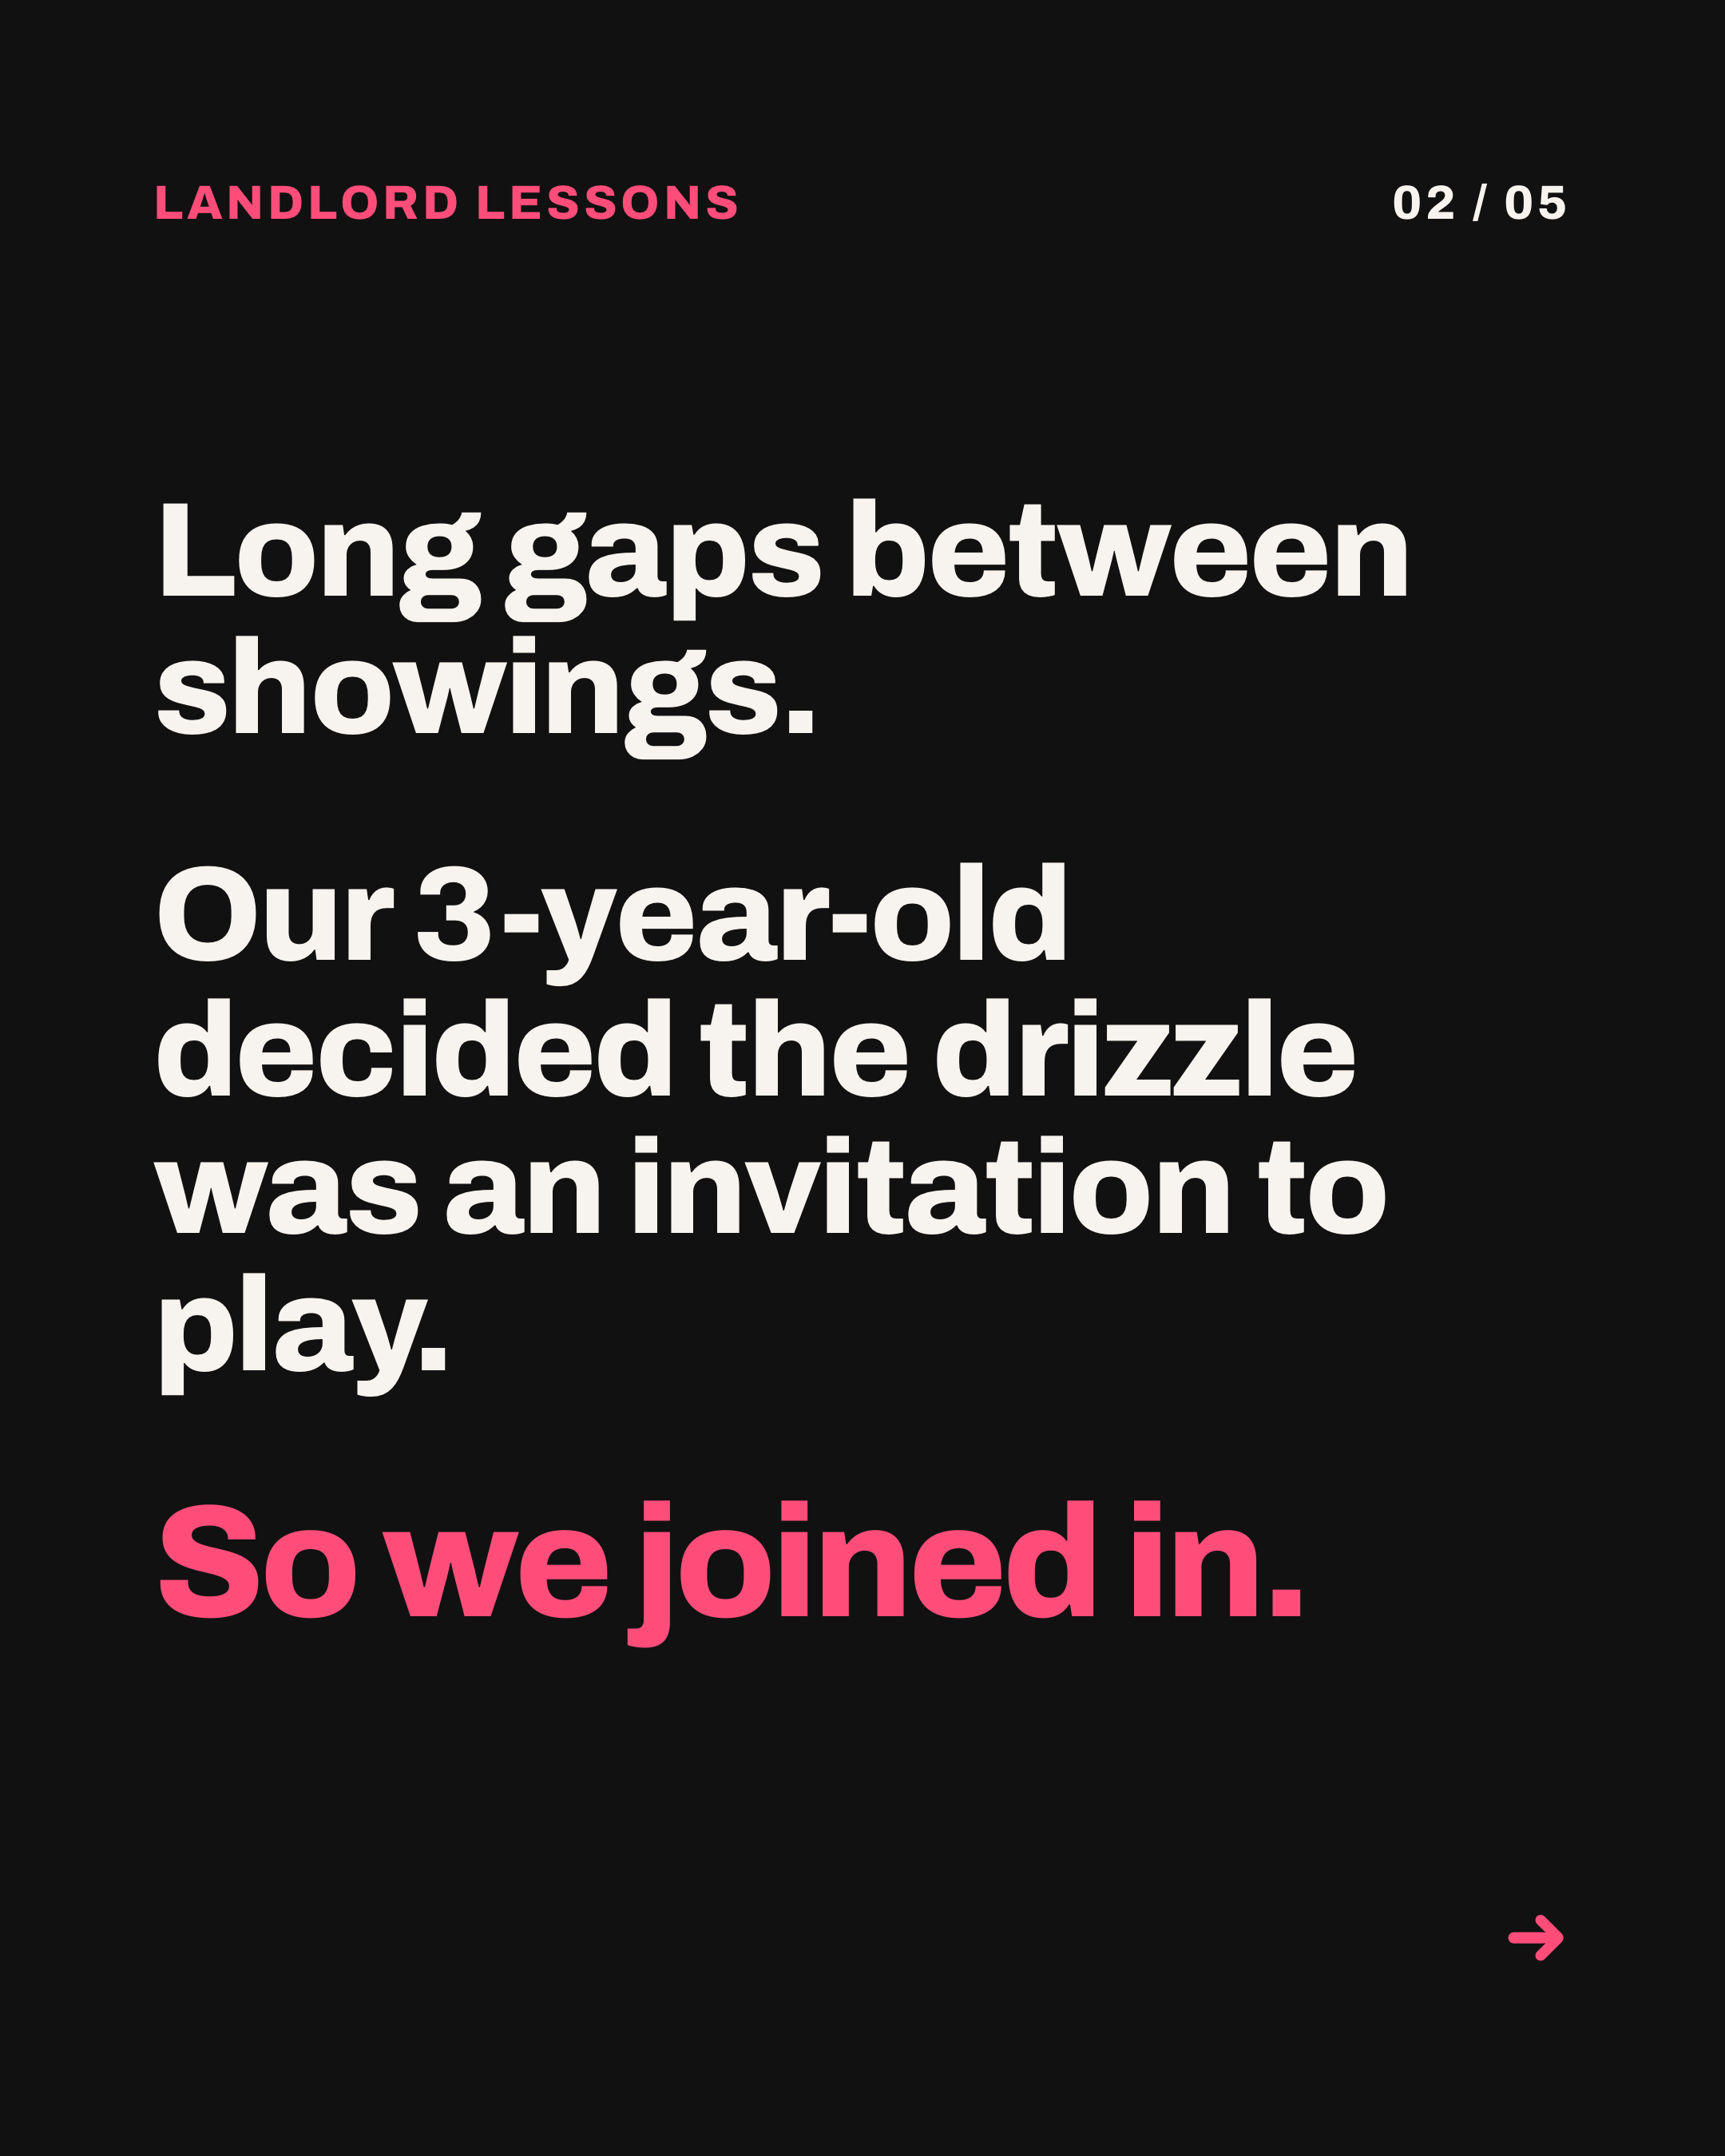 LANDLORD LESSONS
02 / 05
Long gaps between
showings.
Our 3-year-old
decided the drizzle
was an invitation to
play.
So we joined in.
→